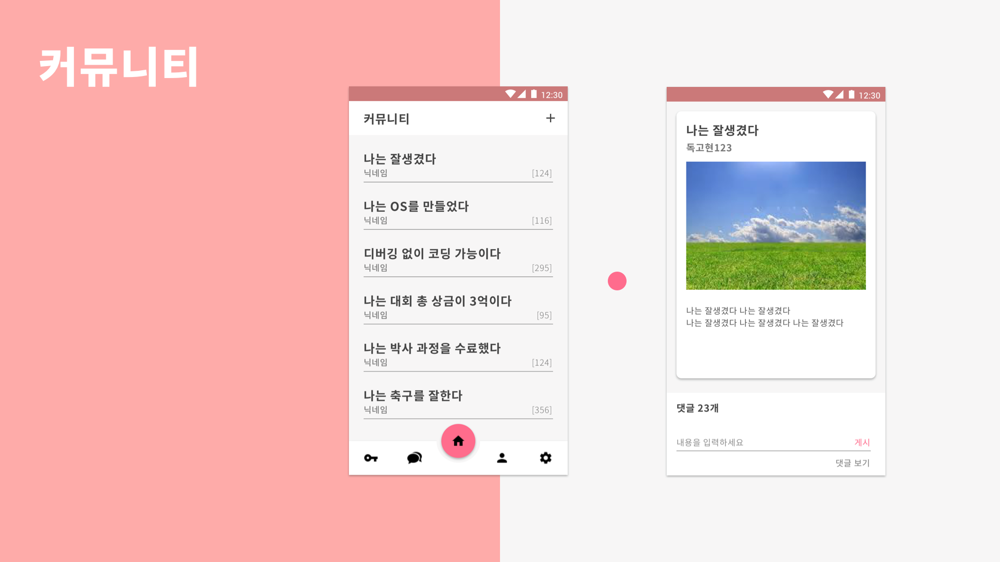 커뮤니티
12:30
커뮤니티
+
나는 잘생겼다
닉네임 [124]
나는 OS를 만들었다
닉네임 [116]
디버깅 없이 코딩 가능이다
닉네임 [295]
나는 대회 총 상금이 3억이다
닉네임 [95]
나는 박사 과정을 수료했다
닉네임 [124]
나는 축구를 잘한다
닉네임 [356]
12:30
나는 잘생겼다
독고현123
나는 잘생겼다 나는 잘생겼다
나는 잘생겼다 나는 잘생겼다 나는 잘생겼다
댓글 23개
내용을 입력하세요 게시
댓글 보기